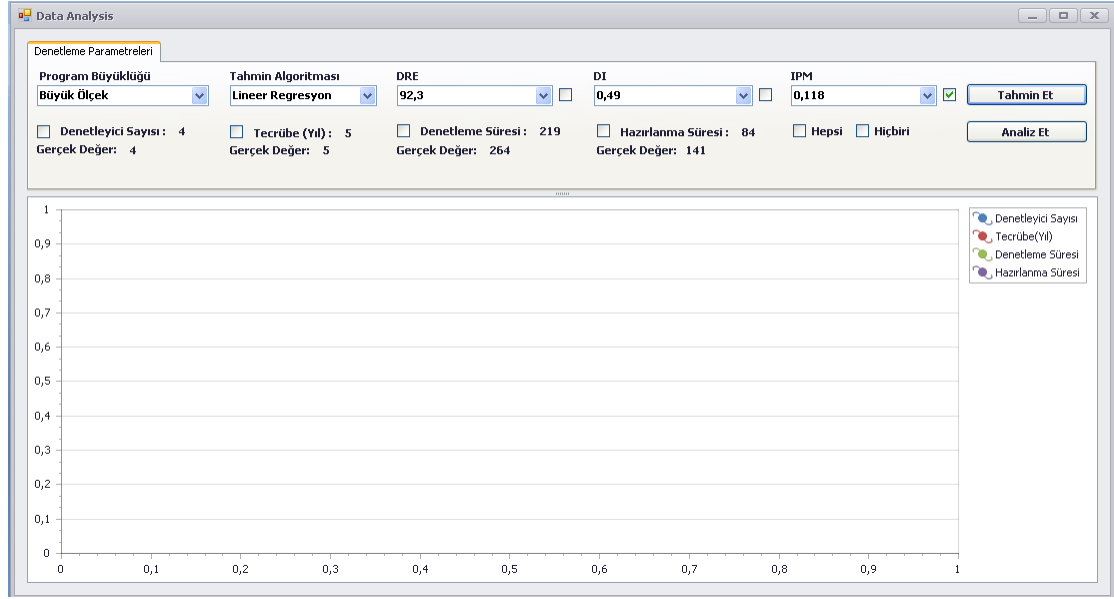 Data Analysis
Denetleme Parametreleri
Program Büyüklüğü Tahmin Algoritması DRE DI IPM
Büyük Ölçek Lineer Regresyon 92,3 0,49 0,118 Tahmin Et
Denetleyici Sayısı : 4 Tecrübe (Yıl) : 5 Denetleme Süresi : 219 Hazırlanma Süresi : 84 Hepsi Hiçbiri Analiz Et
Gerçek Değer: 4 Gerçek Değer: 5 Gerçek Değer: 264 Gerçek Değer: 141
1
0,9
0,8
0,7
0,6
0,5
0,4
0,3
0,2
0,1
0
0 0,1 0,2 0,3 0,4 0,5 0,6 0,7 0,8 0,9 1
Denetleyici Sayısı
Tecrübe(Yıl)
Denetleme Süresi
Hazırlanma Süresi